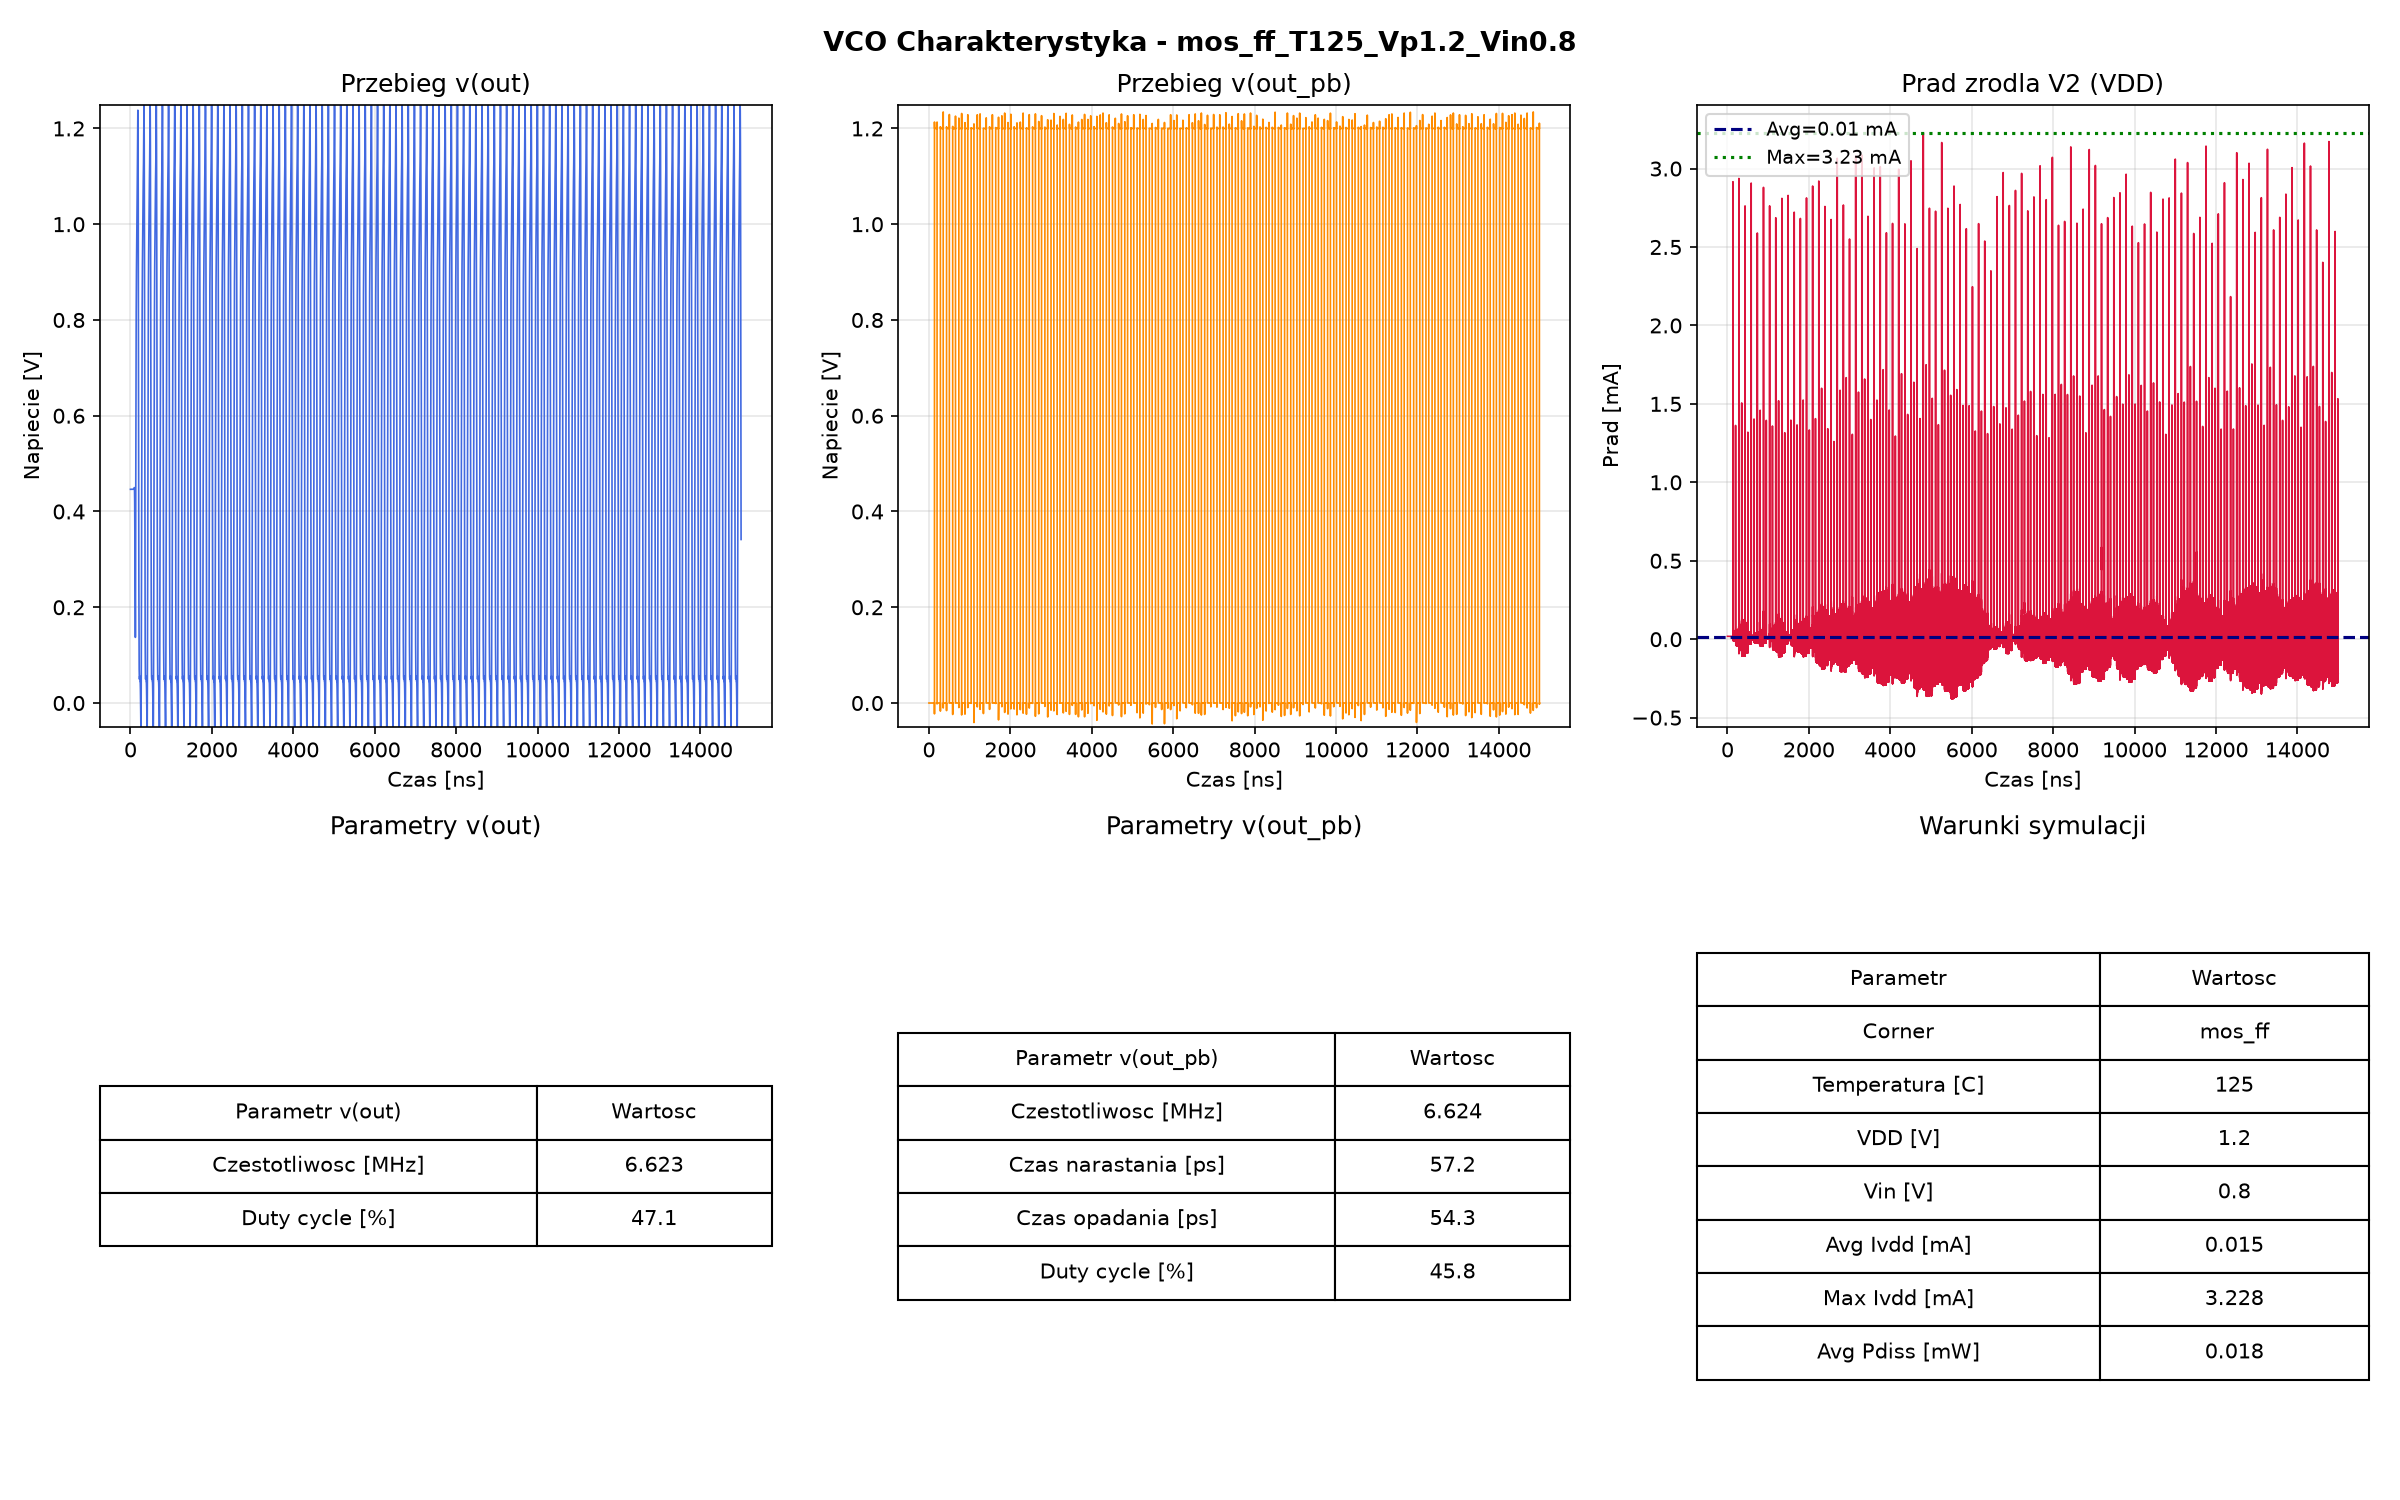 VCO Charakterystyka - mos_ff_T125_Vp1.2_Vin0.8
Przebieg v(out)
Napiecie [V]
1.2
1.0
0.8
0.6
0.4
0.2
0.0
0 2000 4000 6000 8000 10000 12000 14000
Czas [ns]
Przebieg v(out_pb)
Napiecie [V]
1.2
1.0
0.8
0.6
0.4
0.2
0.0
0 2000 4000 6000 8000 10000 12000 14000
Czas [ns]
Prad zrodla V2 (VDD)
Avg=0.01 mA
Max=3.23 mA
Prad [mA]
3.0
2.5
2.0
1.5
1.0
0.5
0.0
−0.5
0 2000 4000 6000 8000 10000 12000 14000
Czas [ns]
Parametry v(out)
Parametr v(out) Wartosc
Czestotliwosc [MHz] 6.623
Duty cycle [%] 47.1
Parametry v(out_pb)
Parametr v(out_pb) Wartosc
Czestotliwosc [MHz] 6.624
Czas narastania [ps] 57.2
Czas opadania [ps] 54.3
Duty cycle [%] 45.8
Warunki symulacji
Parametr Wartosc
Corner mos_ff
Temperatura [C] 125
VDD [V] 1.2
Vin [V] 0.8
Avg Ivdd [mA] 0.015
Max Ivdd [mA] 3.228
Avg Pdiss [mW] 0.018